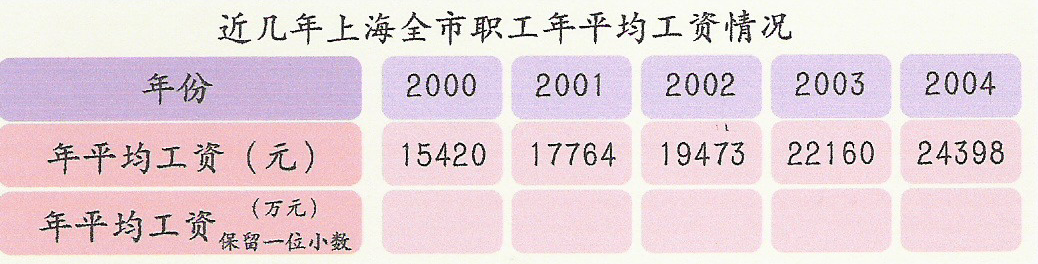 近几年上海全市职工年平均工资情况
年份 2000 2001 2002 2003 2004
年平均工资（元） 15420 17764 19473 22160 24398
年平均工资（万元）
保留一位小数